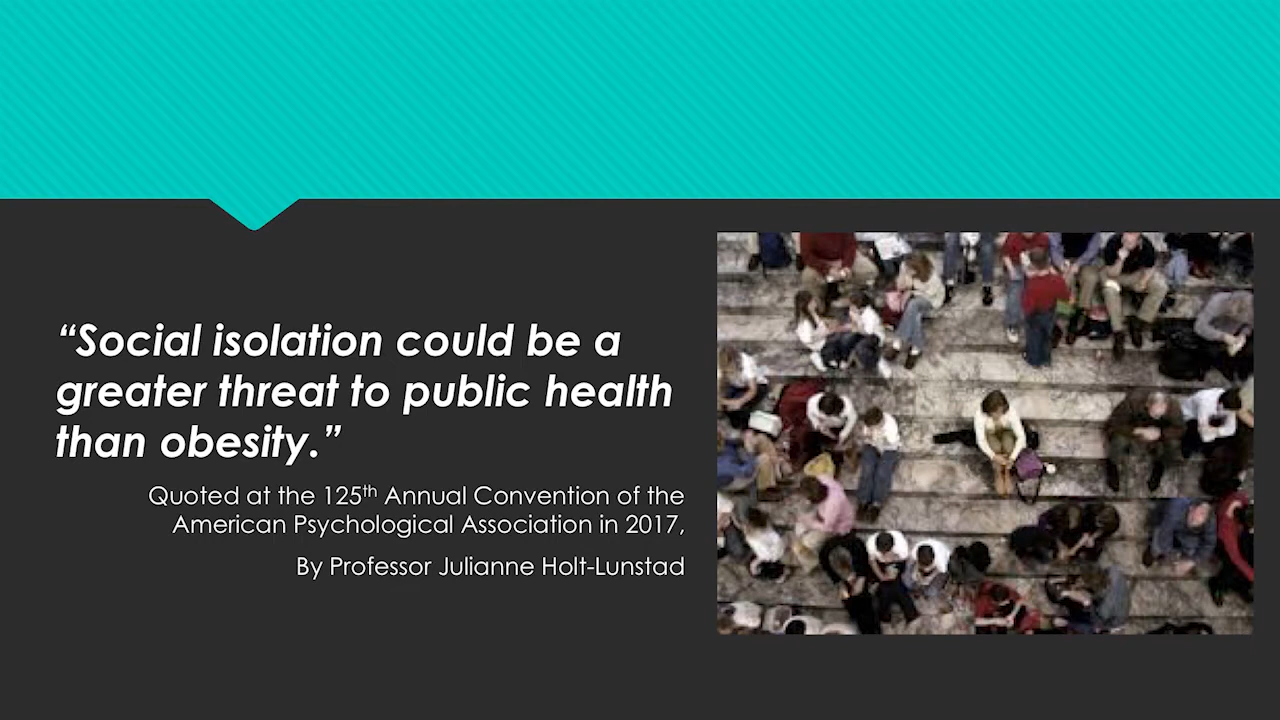 “Social isolation could be a
greater threat to public health
than obesity.”
Quoted at the 125th Annual Convention of the
American Psychological Association in 2017,
By Professor Julianne Holt-Lunstad